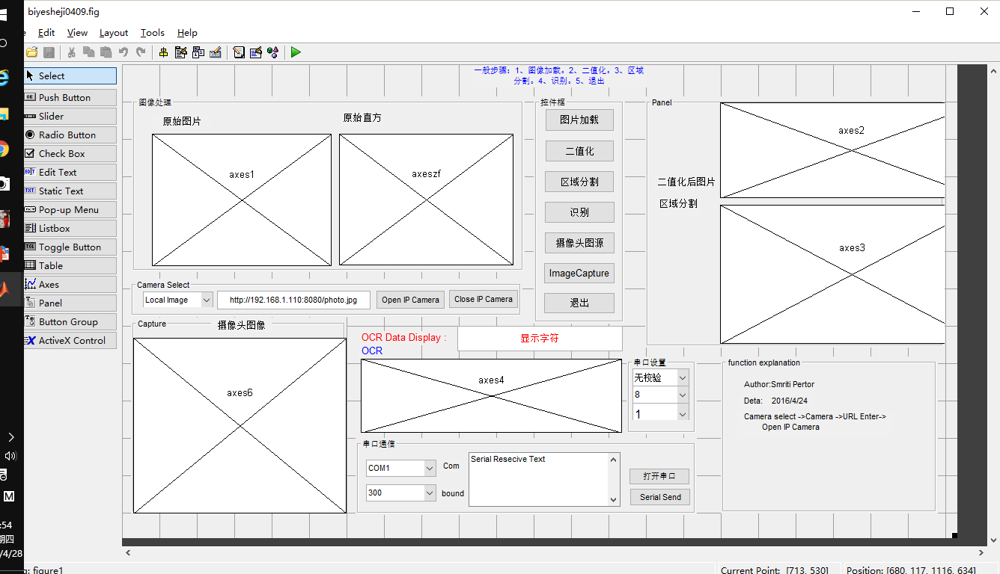 biyesheji0409.fig
Edit View Layout Tools Help
Select
Push Button
Slider
Radio Button
Check Box
Edit Text
Static Text
Pop-up Menu
Listbox
Toggle Button
Table
Axes
Panel
Button Group
ActiveX Control
一般步骤：1、图像加载。2、二值化。3、区域
分割。4、识别。5、退出
图像处理
原始图片
原始直方
axes1
axeszf
控件框
图片加载
二值化
区域分割
识别
摄像头图源
ImageCapture
退出
Panel
axes2
二值化后图片
区域分割
axes3
Camera Select
Local Image
http://192.168.1.110:8080/photo.jpg
Open IP Camera
Close IP Camera
Capture
摄像头图像
axes6
OCR Data Display :
显示字符
OCR
axes4
串口设置
无校验
8
1
function explanation
Author:Smriti Pertor
Deta: 2016/4/24
Camera select ->Camera ->URL Enter->
Open IP Camera
串口通信
COM1
Com
300
bound
Serial Resecive Text
打开串口
Serial Send
M
:54
期四
/4/28
g: figure1
Current Point: [713, 530]
Position: [680, 117, 1116, 634]